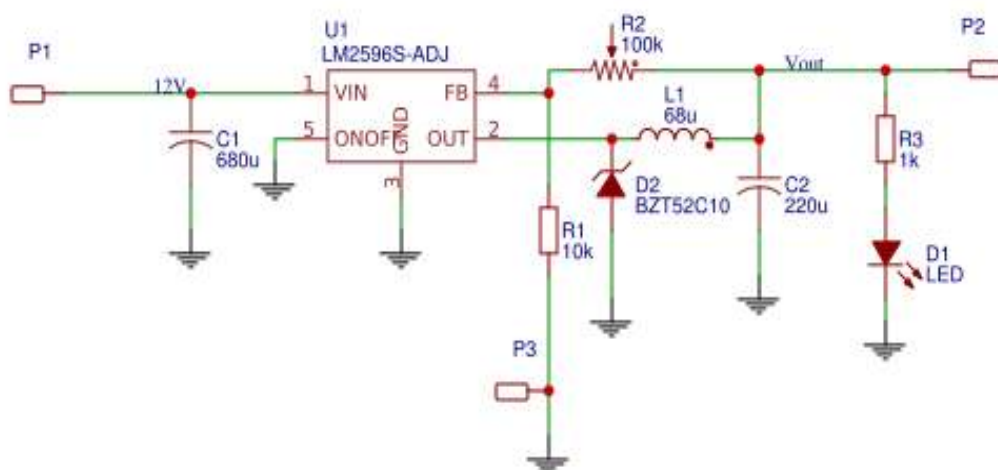 P1
12V
C1
680u
U1
LM2596S-ADJ
1
VIN
FB
4
5
ONOFF
GND
OUT
2
3
R2
100k
L1
68u
Vout
P2
R1
10k
D2
BZT52C10
C2
220u
R3
1k
D1
LED
P3